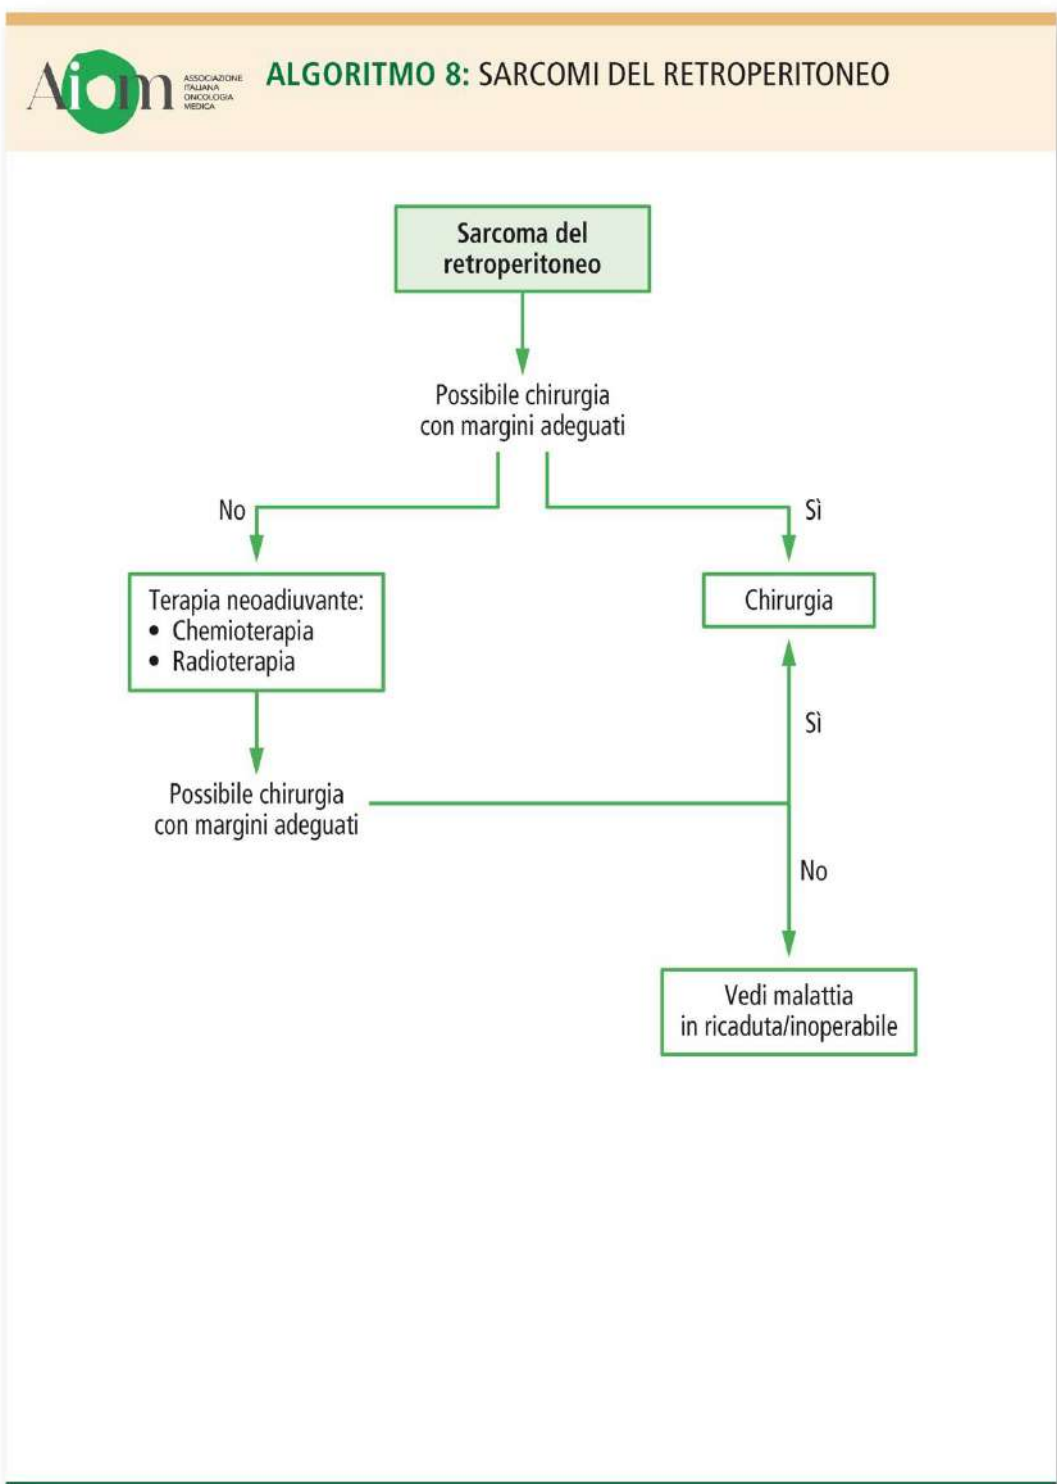 Aiom
ASSOCIAZIONE
ITALIANA
ONCOLOGIA
MEDICA
ALGORITMO 8: SARCOMI DEL RETROPERITONEO
Sarcoma del
retroperitoneo
Possibile chirurgia
con margini adeguati
No
Sì
Terapia neoadiuvante:
• Chemioterapia
• Radioterapia
Chirurgia
Sì
Possibile chirurgia
con margini adeguati
No
Vedi malattia
in ricaduta/inoperabile